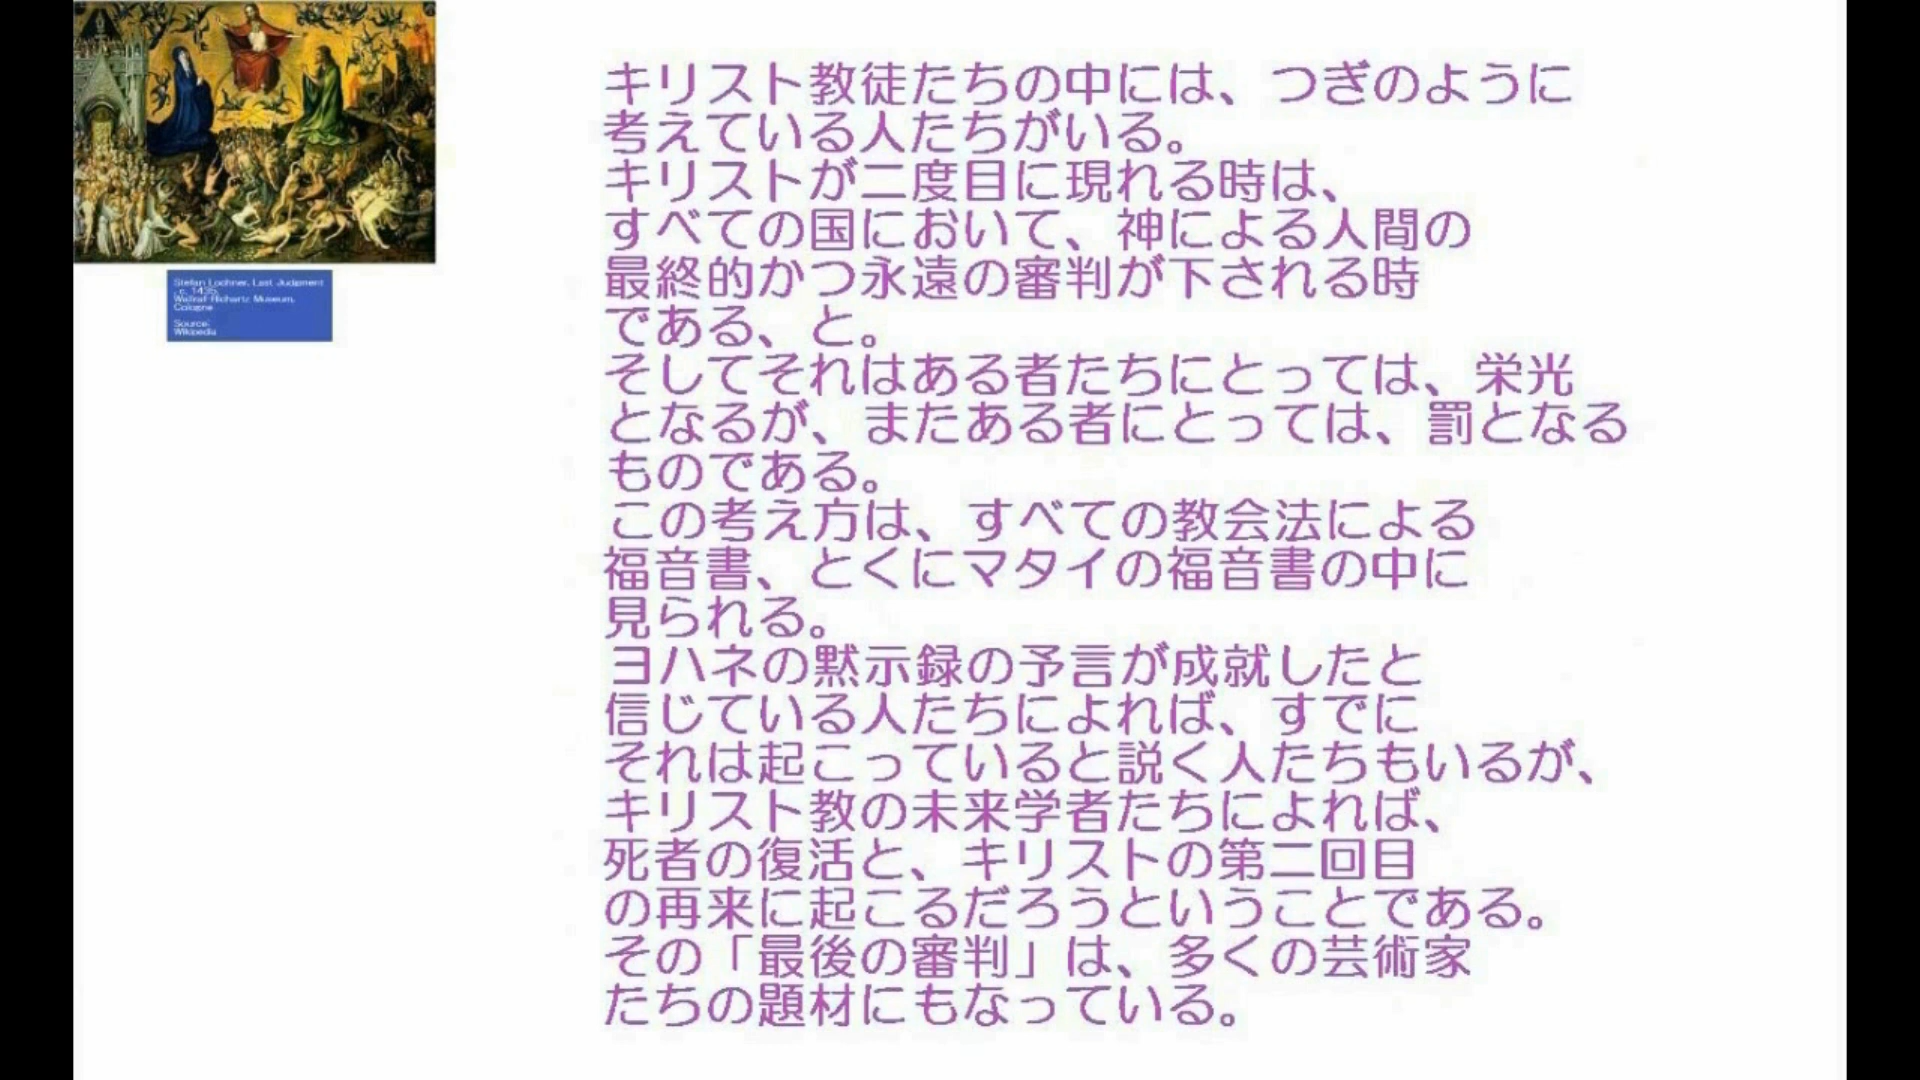 Stefan Lochner, Last Judgment
, c. 1435.
Wallraf-Richartz Museum,
Cologne
Source:
Wikipedia
キリスト教徒たちの中には、つぎのように
考えている人たちがいる。
キリストが二度目に現れる時は、
すべての国において、神による人間の
最終的かつ永遠の審判が下される時
である、と。
そしてそれはある者たちにとっては、栄光
となるが、またある者にとっては、罰となる
ものである。
この考え方は、すべての教会法による
福音書、とくにマタイの福音書の中に
見られる。
ヨハネの黙示録の予言が成就したと
信じている人たちによれば、すでに
それは起こっていると説く人たちもいるが、
キリスト教の未来学者たちによれば、
死者の復活と、キリストの第二回目
の再来に起こるだろうということである。
その「最後の審判」は、多くの芸術家
たちの題材にもなっている。